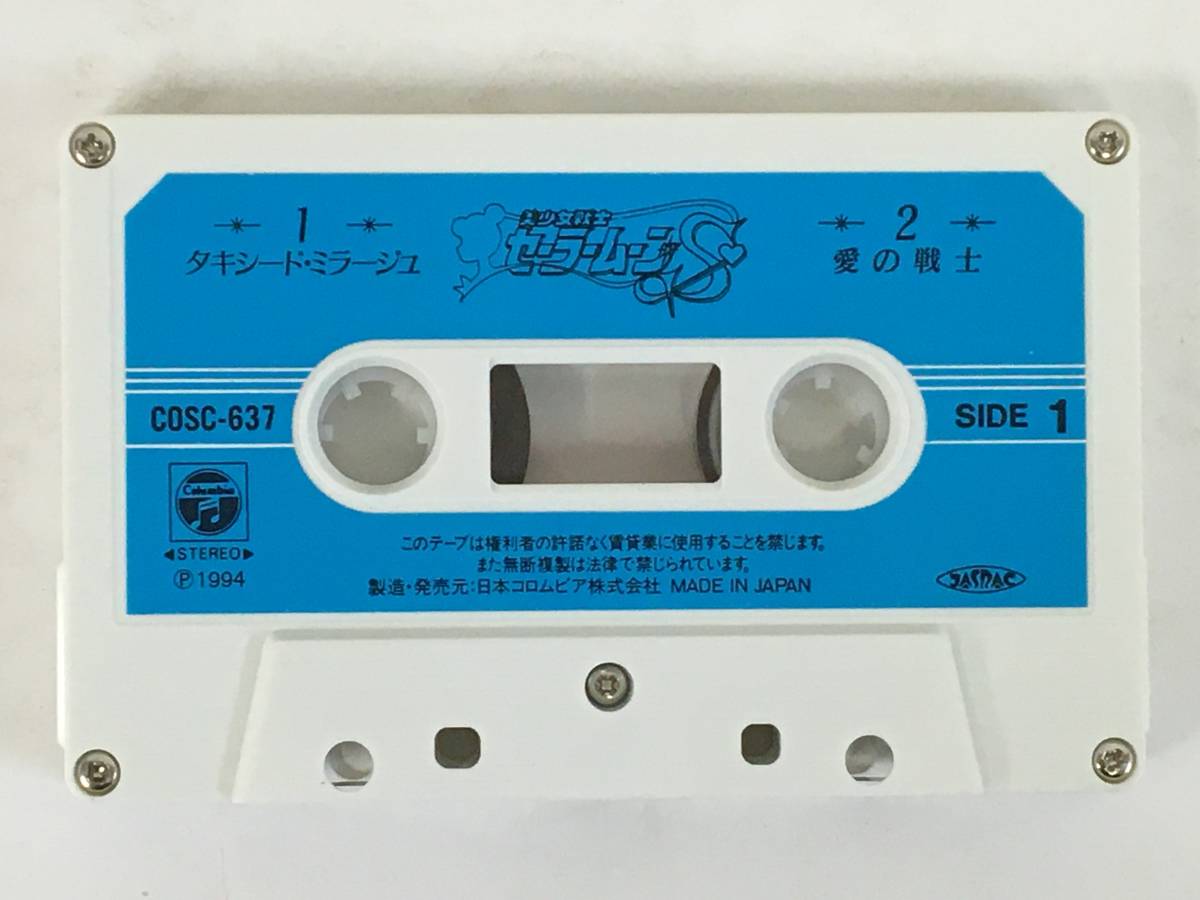 1
タキシード・ミラージュ
美少女戦士
セーラームーンS
2
愛の戦士
COSC-637
SIDE 1
Columbia
◀STEREO▶
Ⓟ1994
このテープは権利者の許諾なく賃貸業に使用することを禁じます。
また無断複製は法律で禁じられています。
製造・発売元:日本コロムビア株式会社 MADE IN JAPAN
JASRAC